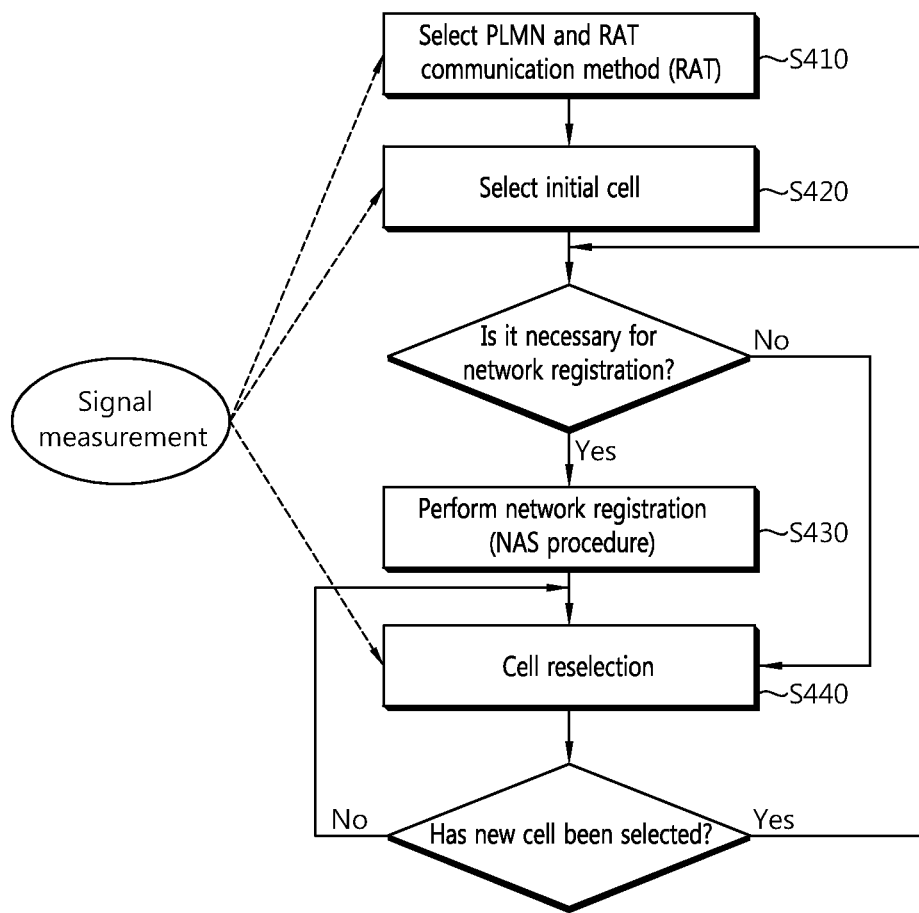 Select PLMN and RAT
communication method (RAT)
S410
Select initial cell
S420
Is it necessary for
network registration?
No
Yes
Signal
measurement
Perform network registration
(NAS procedure)
S430
Cell reselection
S440
Has new cell been selected?
No
Yes